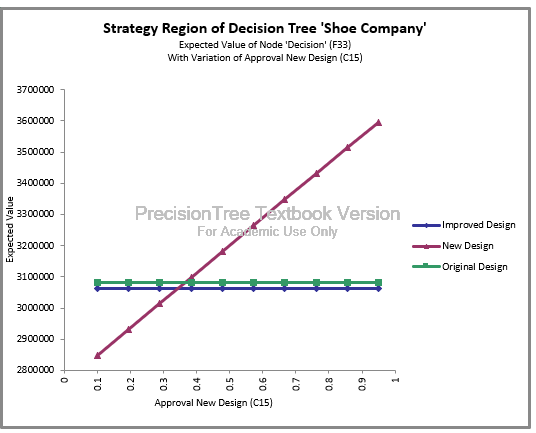 Strategy Region of Decision Tree 'Shoe Company'
Expected Value of Node 'Decision' (F33)
With Variation of Approval New Design (C15)
3700000
3600000
3500000
3400000
3300000
3200000
3100000
3000000
2900000
2800000
Expected Value
PrecisionTree Textbook Version
For Academic Use Only
Improved Design
New Design
Original Design
0 0.1 0.2 0.3 0.4 0.5 0.6 0.7 0.8 0.9 1
Approval New Design (C15)